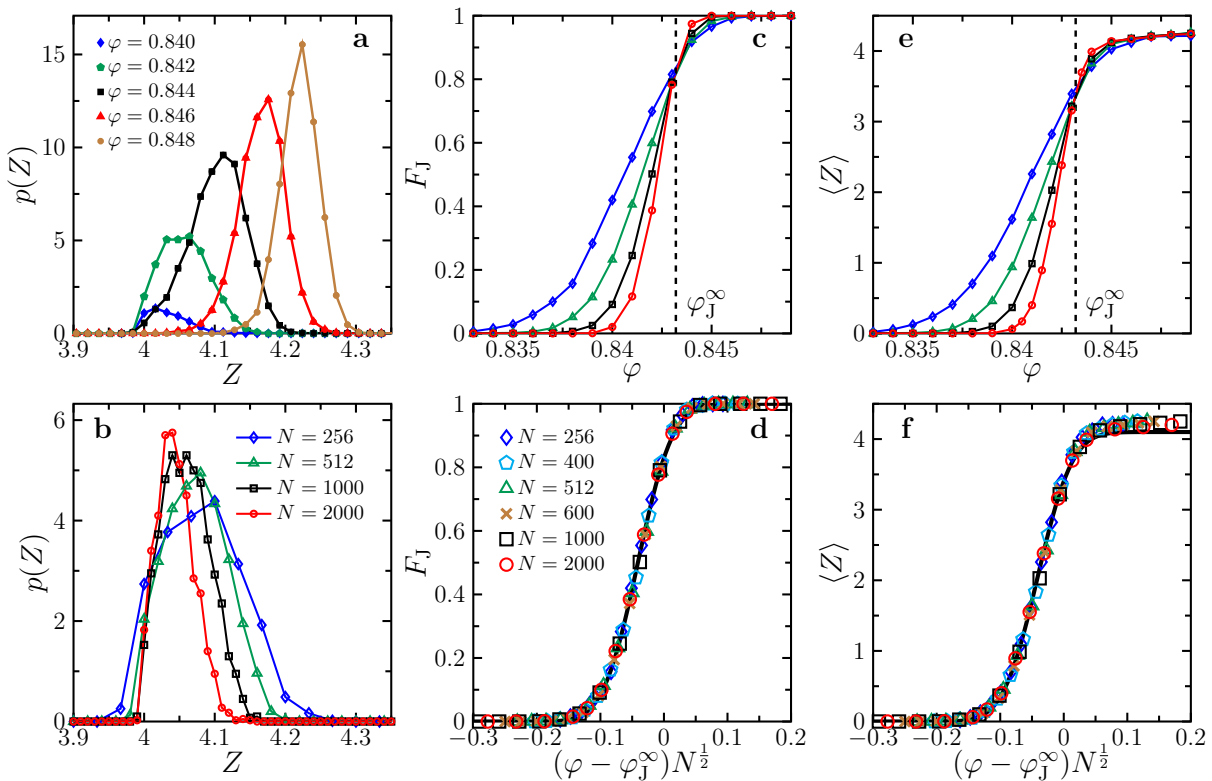 a
φ = 0.840
φ = 0.842
φ = 0.844
φ = 0.846
φ = 0.848
p(Z)
0
5
10
15
3.9
4
4.1
4.2
4.3
Z
c
F_J
0
0.2
0.4
0.6
0.8
1
φ_J^∞
0.835
0.84
0.845
φ
e
⟨Z⟩
0
1
2
3
4
φ_J^∞
0.835
0.84
0.845
φ
b
N = 256
N = 512
N = 1000
N = 2000
p(Z)
0
2
4
6
3.9
4
4.1
4.2
4.3
Z
d
N = 256
N = 400
N = 512
N = 600
N = 1000
N = 2000
F_J
0
0.2
0.4
0.6
0.8
1
−0.3
−0.2
−0.1
0
0.1
0.2
(φ − φ_J^∞)N^{1/2}
f
⟨Z⟩
0
1
2
3
4
−0.3
−0.2
−0.1
0
0.1
0.2
(φ − φ_J^∞)N^{1/2}